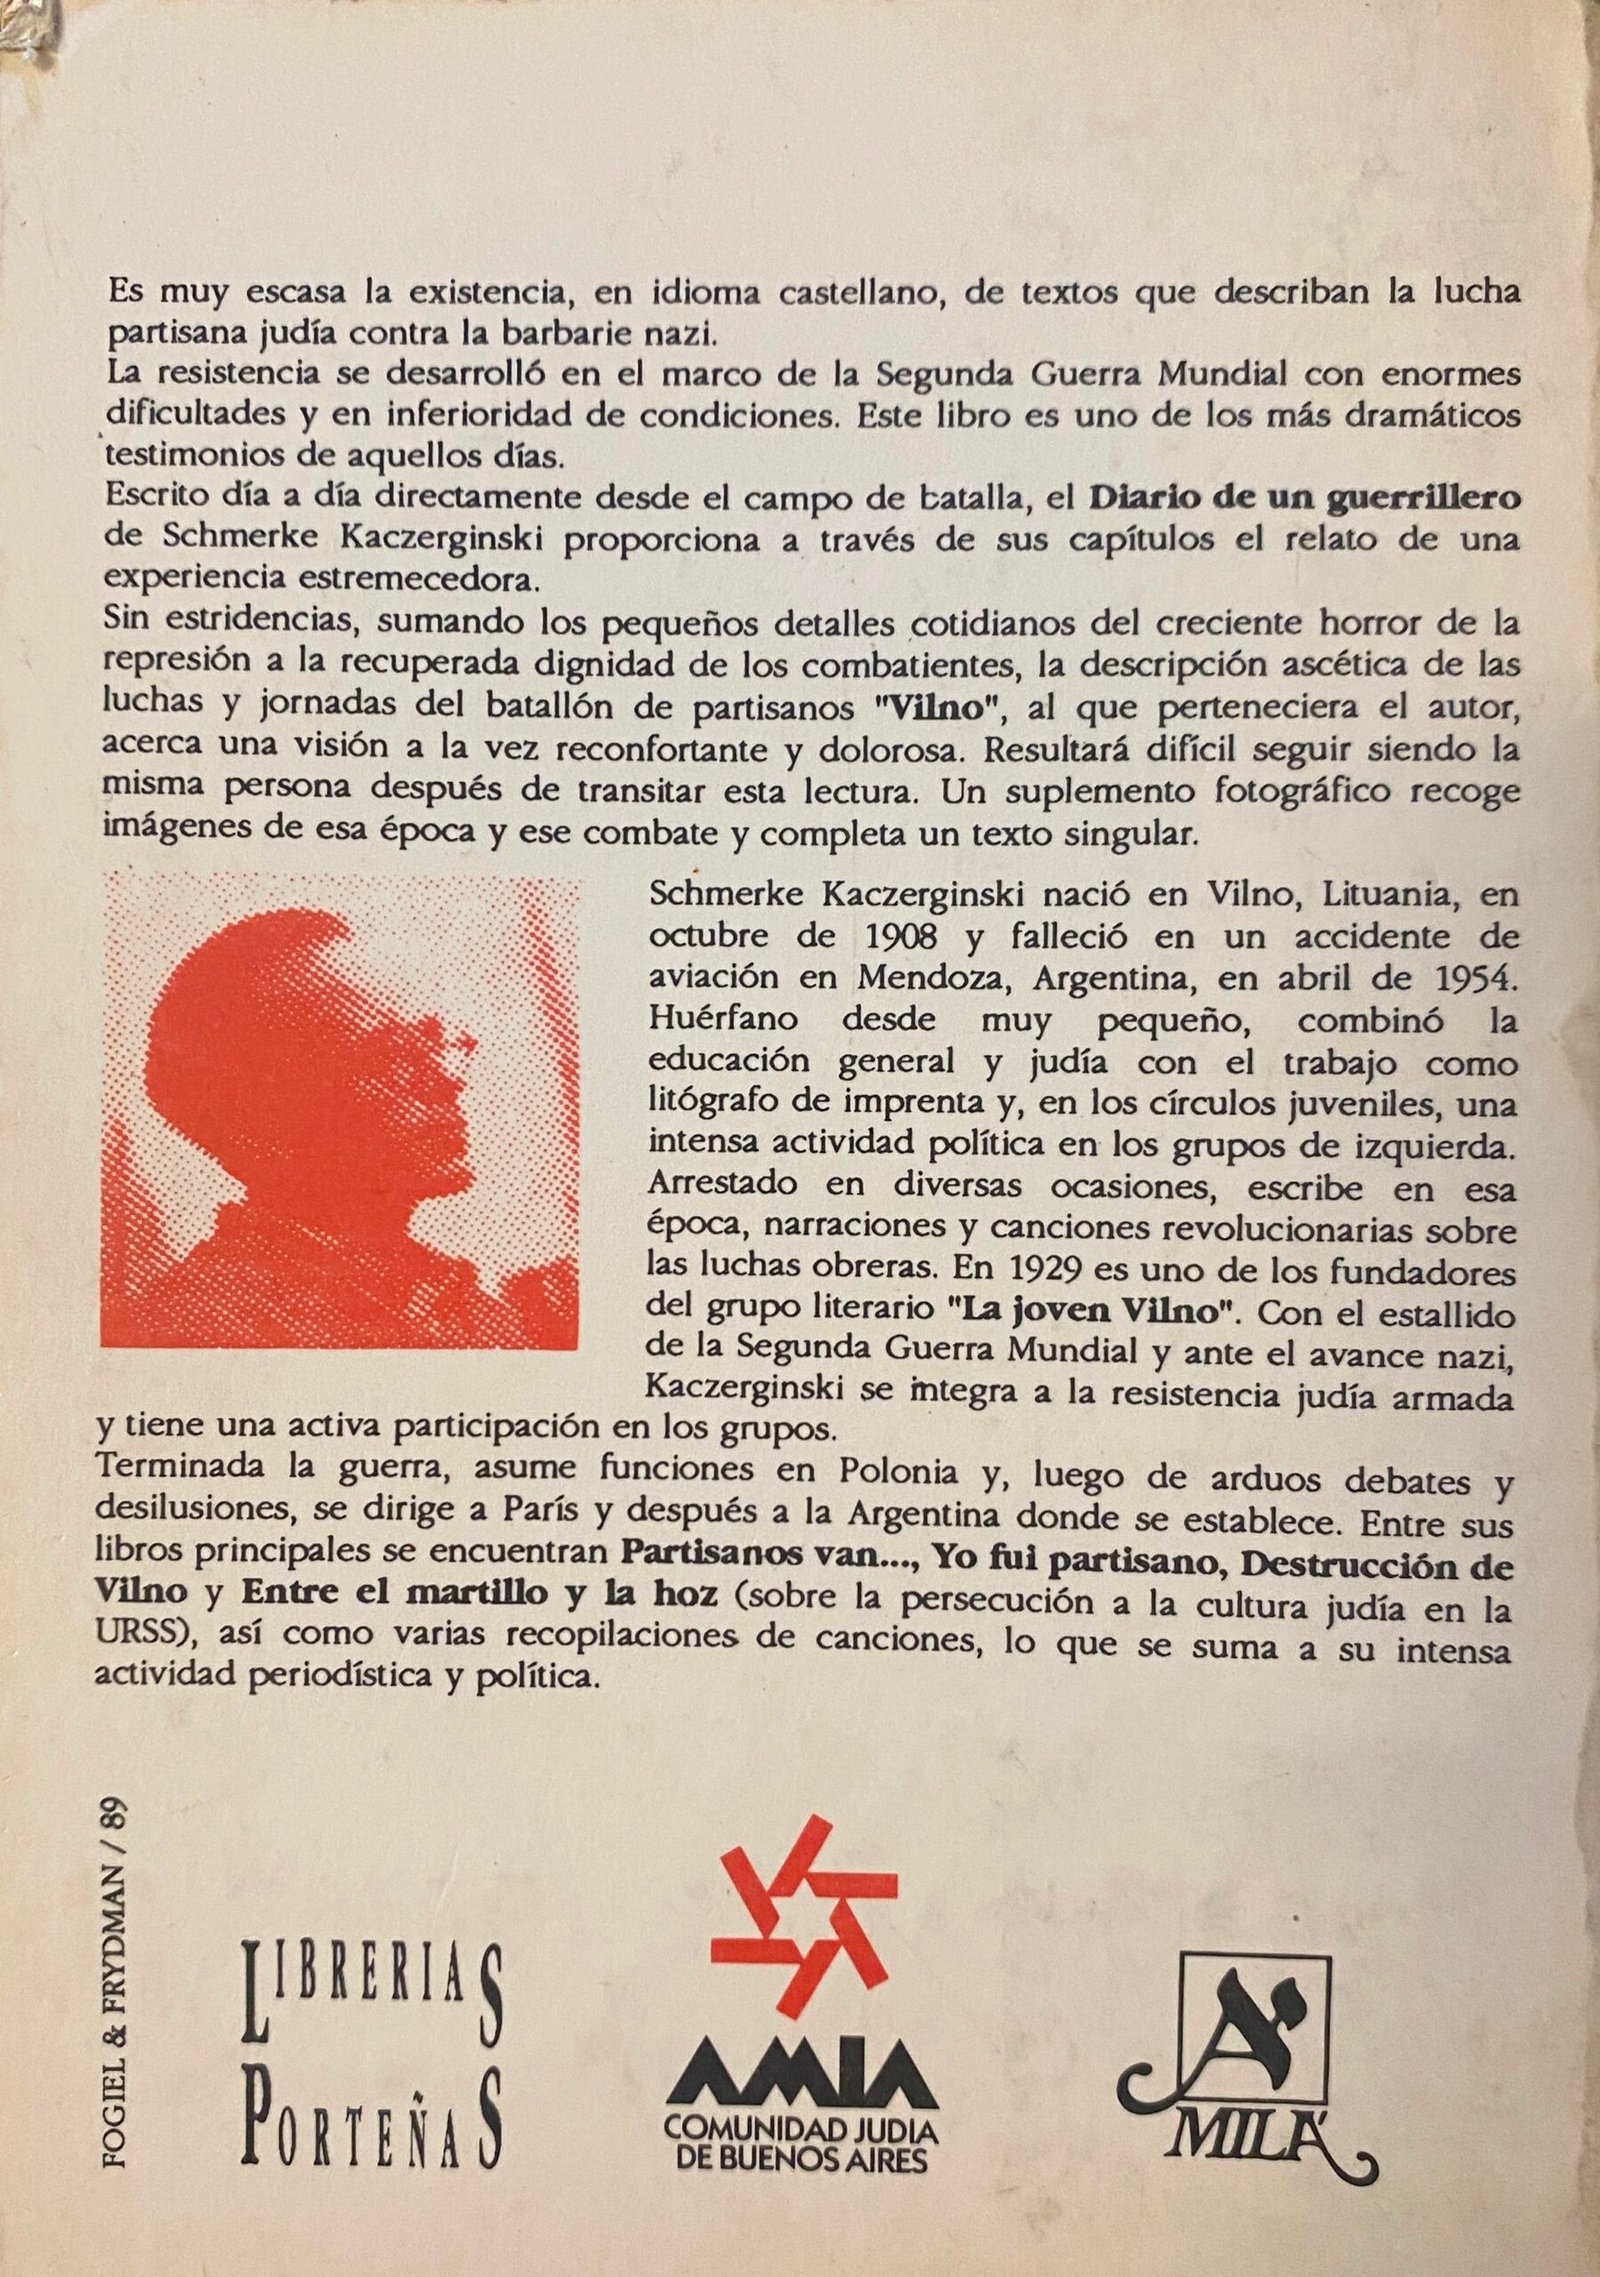 Es muy escasa la existencia, en idioma castellano, de textos que describan la lucha
partisana judía contra la barbarie nazi.
La resistencia se desarrolló en el marco de la Segunda Guerra Mundial con enormes
dificultades y en inferioridad de condiciones. Este libro es uno de los más dramáticos
testimonios de aquellos días.
Escrito día a día directamente desde el campo de batalla, el Diario de un guerrillero
de Schmerke Kaczerginski proporciona a través de sus capítulos el relato de una
experiencia estremecedora.
Sin estridencias, sumando los pequeños detalles cotidianos del creciente horror de la
represión a la recuperada dignidad de los combatientes, la descripción ascética de las
luchas y jornadas del batallón de partisanos "Vilno", al que perteneciera el autor,
acerca una visión a la vez reconfortante y dolorosa. Resultará difícil seguir siendo la
misma persona después de transitar esta lectura. Un suplemento fotográfico recoge
imágenes de esa época y ese combate y completa un texto singular.
Schmerke Kaczerginski nació en Vilno, Lituania, en
octubre de 1908 y falleció en un accidente de
aviación en Mendoza, Argentina, en abril de 1954.
Huérfano desde muy pequeño, combinó la
educación general y judía con el trabajo como
litógrafo de imprenta y, en los círculos juveniles, una
intensa actividad política en los grupos de izquierda.
Arrestado en diversas ocasiones, escribe en esa
época, narraciones y canciones revolucionarias sobre
las luchas obreras. En 1929 es uno de los fundadores
del grupo literario "La joven Vilno". Con el estallido
de la Segunda Guerra Mundial y ante el avance nazi,
Kaczerginski se integra a la resistencia judía armada
y tiene una activa participación en los grupos.
Terminada la guerra, asume funciones en Polonia y, luego de arduos debates y
desilusiones, se dirige a París y después a la Argentina donde se establece. Entre sus
libros principales se encuentran Partisanos van..., Yo fui partisano, Destrucción de
Vilno y Entre el martillo y la hoz (sobre la persecución a la cultura judía en la
URSS), así como varias recopilaciones de canciones, lo que se suma a su intensa
actividad periodística y política.
FOGIEL & FRYDMAN / 89
LIBRERIAS
PORTEÑAS
AMIA
COMUNIDAD JUDIA
DE BUENOS AIRES
א
MILÁ